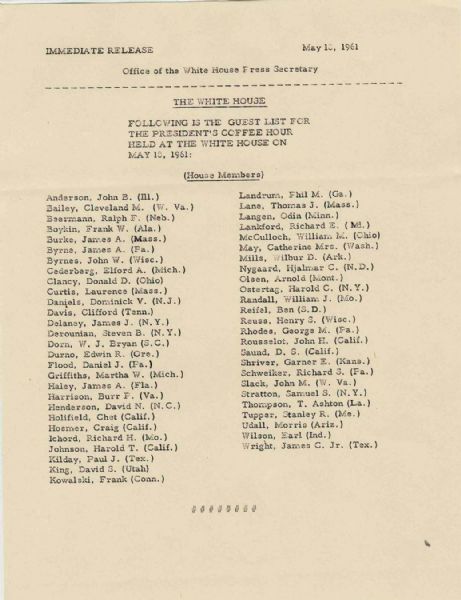 IMMEDIATE RELEASE
May 18, 1961
Office of the White House Press Secretary
THE WHITE HOUSE
FOLLOWING IS THE GUEST LIST FOR
THE PRESIDENT'S COFFEE HOUR
HELD AT THE WHITE HOUSE ON
MAY 18, 1961:
(House Members)
Anderson, John B. (Ill.)
Bailey, Cleveland M. (W. Va.)
Beermann, Ralph F. (Neb.)
Boykin, Frank W. (Ala.)
Burke, James A. (Mass.)
Byrne, James A. (Pa.)
Byrnes, John W. (Wisc.)
Cederberg, Elford A. (Mich.)
Clancy, Donald D. (Ohio)
Curtis, Laurence (Mass.)
Daniels, Dominick V. (N.J.)
Davis, Clifford (Tenn.)
Delaney, James J. (N.Y.)
Derounian, Steven B. (N.Y.)
Dorn, W. J. Bryan (S.C.)
Durno, Edwin R. (Ore.)
Flood, Daniel J. (Pa.)
Griffiths, Martha W. (Mich.)
Haley, James A. (Fla.)
Harrison, Burr P. (Va.)
Henderson, David N. (N.C.)
Holifield, Chet (Calif.)
Hosmer, Craig (Calif.)
Ichord, Richard H. (Mo.)
Johnson, Harold T. (Calif.)
Kilday, Paul J. (Tex.)
King, David S. (Utah)
Kowalski, Frank (Conn.)
Landrum, Phil M. (Ga.)
Lane, Thomas J. (Mass.)
Langen, Odin (Minn.)
Lankford, Richard E. (Md.)
McCulloch, William M. (Ohio)
May, Catherine Mrs. (Wash.)
Mills, Wilbur D. (Ark.)
Nygaard, Hjalmar C. (N.D.)
Olsen, Arnold (Mont.)
Ostertag, Harold C. (N.Y.)
Randall, William J. (Mo.)
Reifel, Ben (S.D.)
Reuss, Henry S. (Wisc.)
Rhodes, George M. (Pa.)
Rousselot, John H. (Calif.)
Saund, D. S. (Calif.)
Shriver, Garner E. (Kans.)
Schweiker, Richard S. (Pa.)
Slack, John M. (W. Va.)
Stratton, Samuel S. (N.Y.)
Thompson, T. Ashton (La.)
Tupper, Stanley R. (Me.)
Udall, Morris (Ariz.)
Wilson, Earl (Ind.)
Wright, James C. Jr. (Tex.)
########